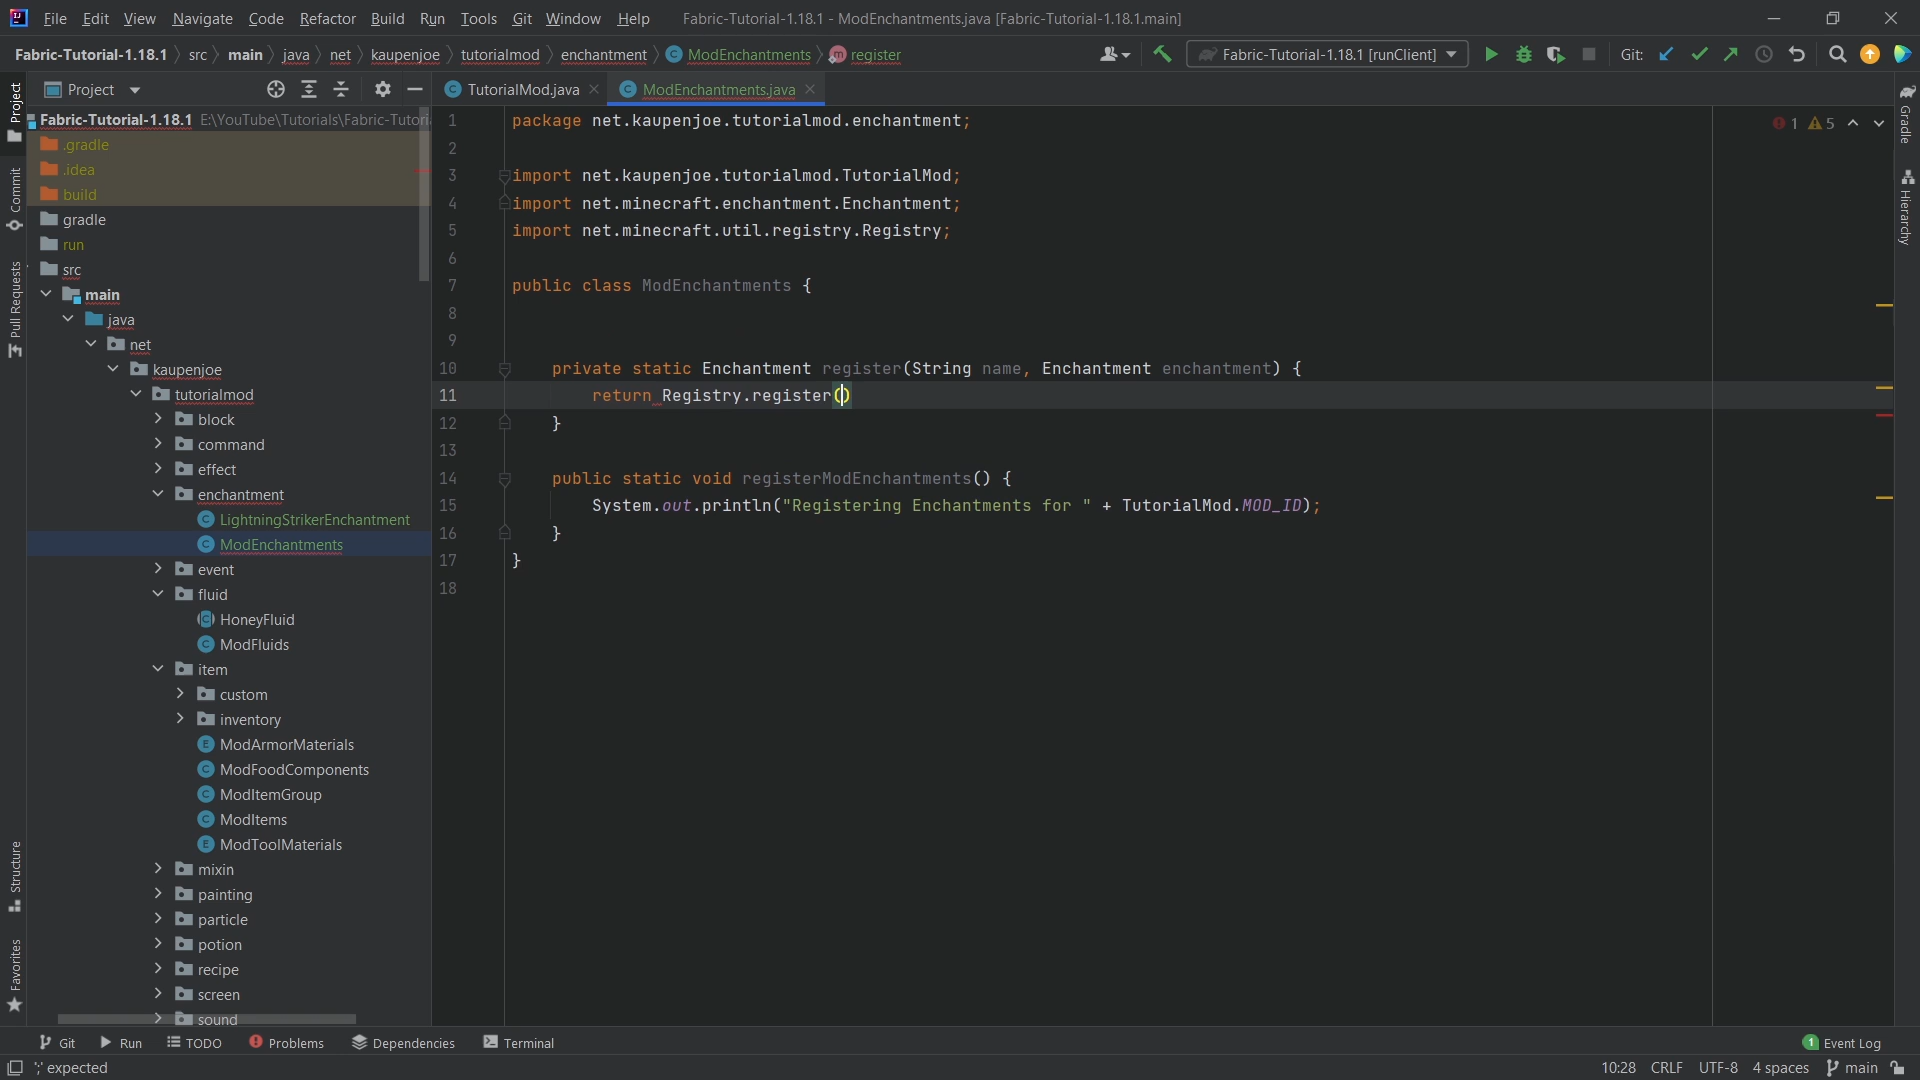 File Edit View Navigate Code Refactor Build Run Tools Git Window Help Fabric-Tutorial-1.18.1 - ModEnchantments.java [Fabric-Tutorial-1.18.1.main]
Fabric-Tutorial-1.18.1 src main java net kaupenjoe tutorialmod enchantment ModEnchantments register Fabric-Tutorial-1.18.1 [runClient] Git:
Project TutorialMod.java ModEnchantments.java
Project
Commit
Pull Requests
Structure
Favorites
Fabric-Tutorial-1.18.1 E:\YouTube\Tutorials\Fabric-Tutori
.gradle
.idea
build
gradle
run
src
main
java
net
kaupenjoe
tutorialmod
block
command
effect
enchantment
LightningStrikerEnchantment
ModEnchantments
event
fluid
HoneyFluid
ModFluids
item
custom
inventory
ModArmorMaterials
ModFoodComponents
ModItemGroup
ModItems
ModToolMaterials
mixin
painting
particle
potion
recipe
screen
sound
1 package net.kaupenjoe.tutorialmod.enchantment;
2
3 import net.kaupenjoe.tutorialmod.TutorialMod;
4 import net.minecraft.enchantment.Enchantment;
5 import net.minecraft.util.registry.Registry;
6
7 public class ModEnchantments {
8
9
10 private static Enchantment register(String name, Enchantment enchantment) {
11 return Registry.register()
12 }
13
14 public static void registerModEnchantments() {
15 System.out.println("Registering Enchantments for " + TutorialMod.MOD_ID);
16 }
17 }
18
1 5
Gradle
Hierarchy
Git Run TODO Problems Dependencies Terminal 1 Event Log
';' expected 10:28 CRLF UTF-8 4 spaces main